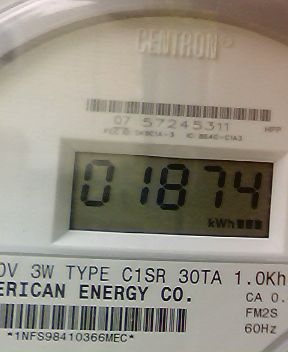 CENTRON®
07 57245311
HPP
01874
kWh
0V 3W TYPE C1SR 30TA 1.0Kh
ERICAN ENERGY CO.
CA 0.
FM2S
60Hz
*1NFS98410366MEC*